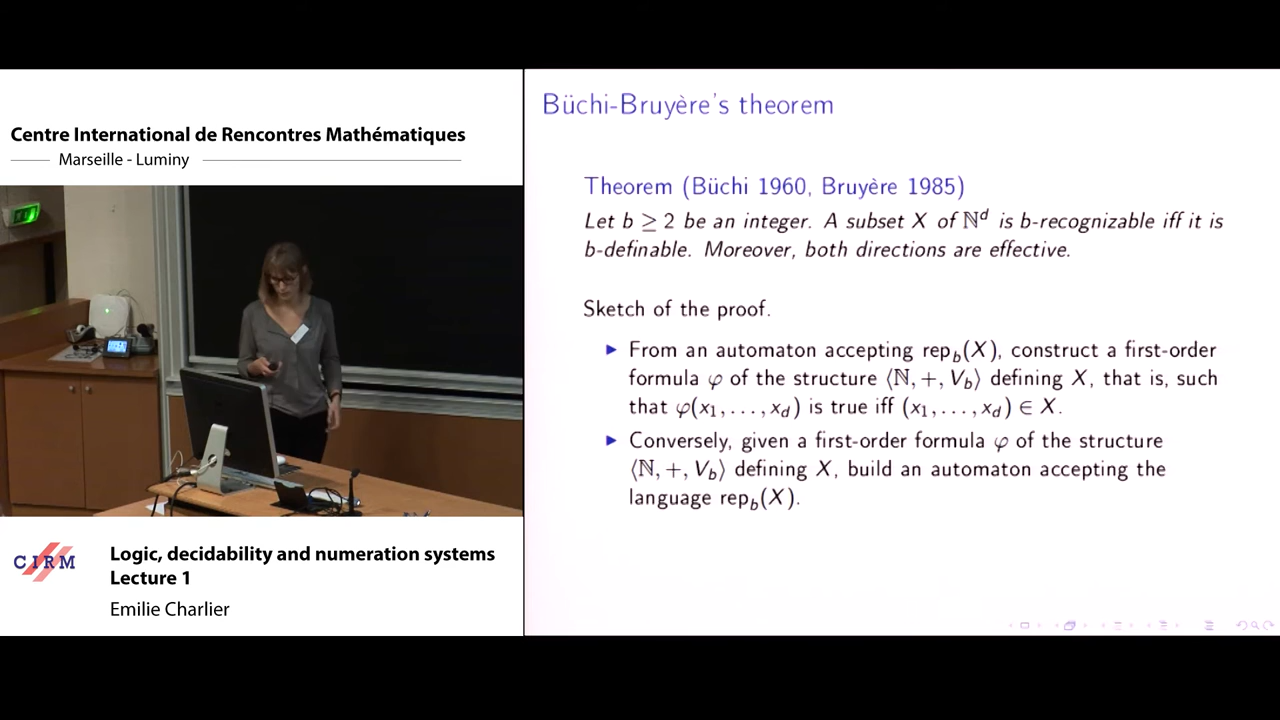 Centre International de Rencontres Mathématiques
Marseille - Luminy
CIRM
Logic, decidability and numeration systems
Lecture 1
Emilie Charlier
Büchi-Bruyère's theorem
Theorem (Büchi 1960, Bruyère 1985)
Let b ≥ 2 be an integer. A subset X of ℕᵈ is b-recognizable iff it is
b-definable. Moreover, both directions are effective.
Sketch of the proof.
▶ From an automaton accepting rep_b(X), construct a first-order
formula φ of the structure ⟨ℕ, +, V_b⟩ defining X, that is, such
that φ(x₁, . . . , x_d) is true iff (x₁, . . . , x_d) ∈ X.
▶ Conversely, given a first-order formula φ of the structure
⟨ℕ, +, V_b⟩ defining X, build an automaton accepting the
language rep_b(X).